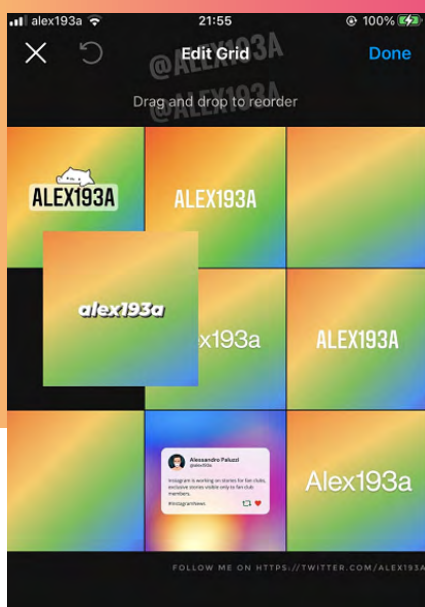 alex193a 21:55 100%
@ALEX193A
Edit Grid Done
@ALEX193A
Drag and drop to reorder
ALEX193A
ALEX193A
alex193a
x193a
ALEX193A
Alessandro Paluzzi
@alex193a
Instagram is working on stories for fan clubs,
exclusive stories visible only to fan club
members.
#InstagramNews
Alex193a
FOLLOW ME ON HTTPS://TWITTER.COM/ALEX193A